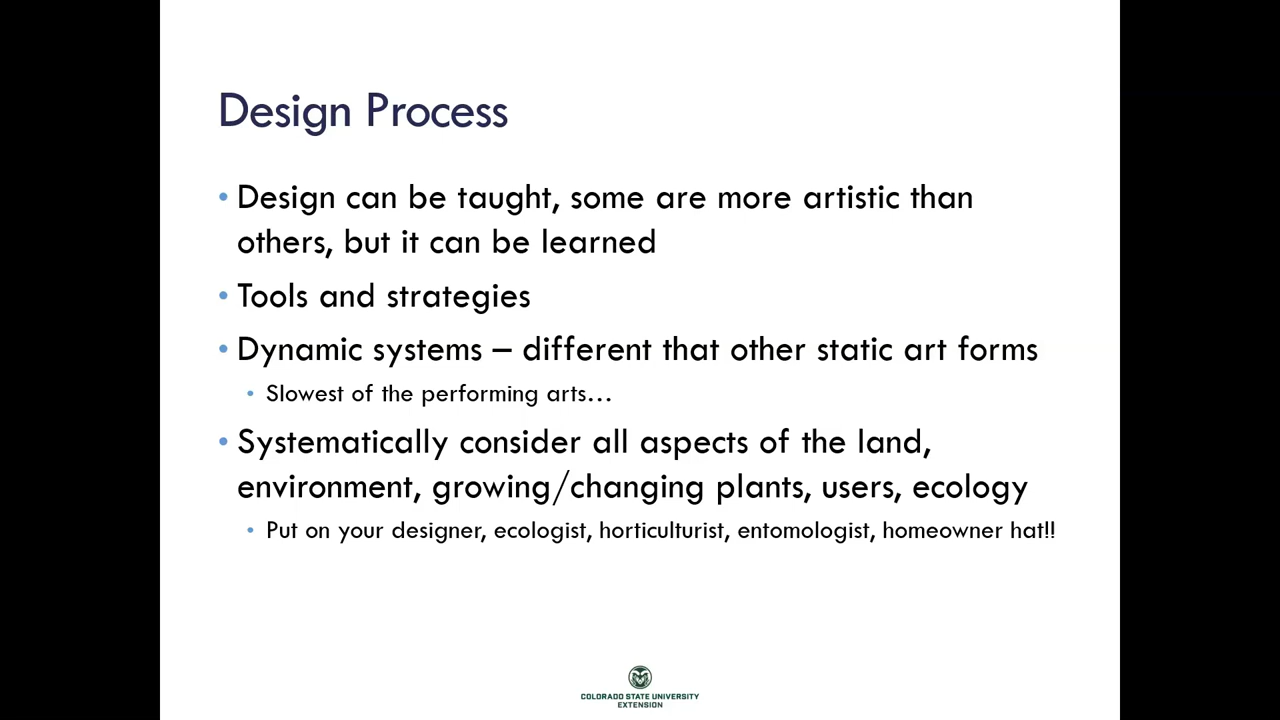 Design Process
• Design can be taught, some are more artistic than
others, but it can be learned
• Tools and strategies
• Dynamic systems – different that other static art forms
• Slowest of the performing arts…
• Systematically consider all aspects of the land,
environment, growing/changing plants, users, ecology
• Put on your designer, ecologist, horticulturist, entomologist, homeowner hat!!
COLORADO STATE UNIVERSITY
EXTENSION